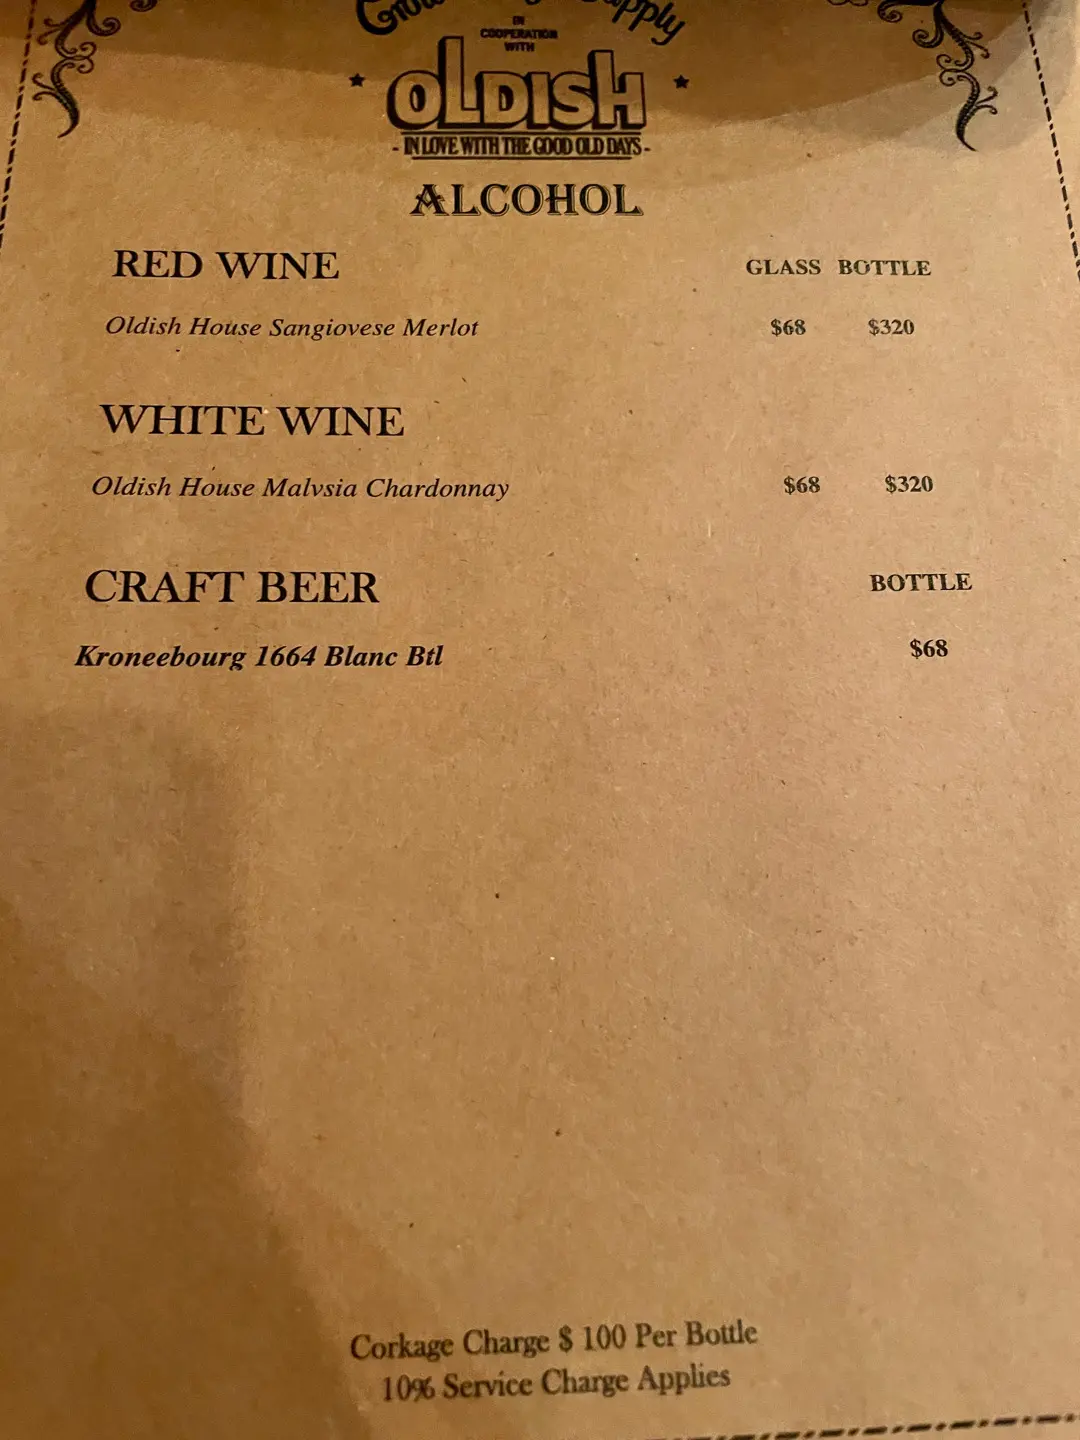 IN
COOPERATION
WITH
OLDISH
- IN LOVE WITH THE GOOD OLD DAYS -
ALCOHOL
RED WINE GLASS BOTTLE
Oldish House Sangiovese Merlot $68 $320
WHITE WINE
Oldish House Malvsia Chardonnay $68 $320
CRAFT BEER BOTTLE
Kroneebourg 1664 Blanc Btl $68
Corkage Charge $ 100 Per Bottle
10% Service Charge Applies